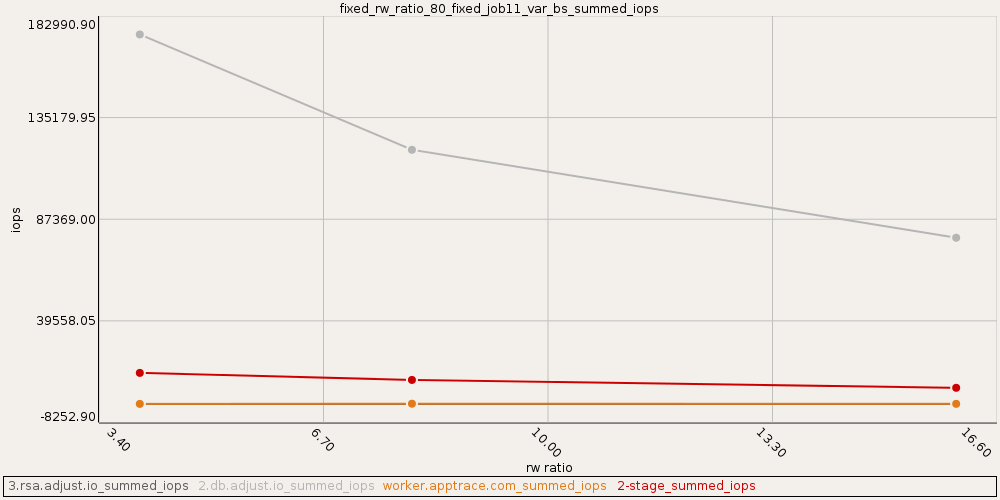 fixed_rw_ratio_80_fixed_job11_var_bs_summed_iops
182990.90
135179.95
87369.00
39558.05
-8252.90
iops
3.40 6.70 10.00 13.30 16.60
rw ratio
3.rsa.adjust.io_summed_iops 2.db.adjust.io_summed_iops worker.apptrace.com_summed_iops 2-stage_summed_iops